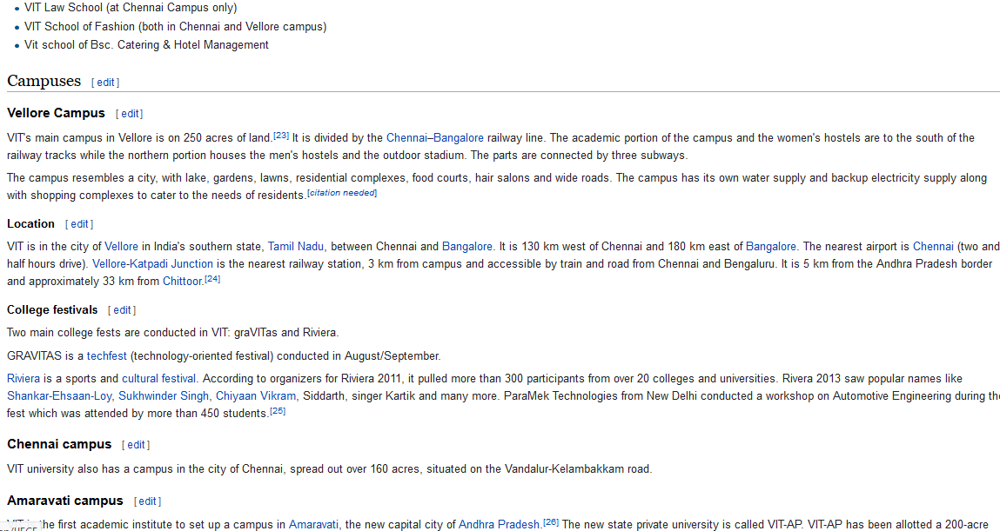 VIT Law School (at Chennai Campus only)
VIT School of Fashion (both in Chennai and Vellore campus)
Vit school of Bsc. Catering & Hotel Management
Campuses [ edit ]
Vellore Campus [ edit ]
VIT's main campus in Vellore is on 250 acres of land.[23] It is divided by the Chennai–Bangalore railway line. The academic portion of the campus and the women's hostels are to the south of the
railway tracks while the northern portion houses the men's hostels and the outdoor stadium. The parts are connected by three subways.
The campus resembles a city, with lake, gardens, lawns, residential complexes, food courts, hair salons and wide roads. The campus has its own water supply and backup electricity supply along
with shopping complexes to cater to the needs of residents.[citation needed]
Location [ edit ]
VIT is in the city of Vellore in India's southern state, Tamil Nadu, between Chennai and Bangalore. It is 130 km west of Chennai and 180 km east of Bangalore. The nearest airport is Chennai (two and
half hours drive). Vellore-Katpadi Junction is the nearest railway station, 3 km from campus and accessible by train and road from Chennai and Bengaluru. It is 5 km from the Andhra Pradesh border
and approximately 33 km from Chittoor.[24]
College festivals [ edit ]
Two main college fests are conducted in VIT: graVITas and Riviera.
GRAVITAS is a techfest (technology-oriented festival) conducted in August/September.
Riviera is a sports and cultural festival. According to organizers for Riviera 2011, it pulled more than 300 participants from over 20 colleges and universities. Rivera 2013 saw popular names like
Shankar-Ehsaan-Loy, Sukhwinder Singh, Chiyaan Vikram, Siddarth, singer Kartik and many more. ParaMek Technologies from New Delhi conducted a workshop on Automotive Engineering during the
fest which was attended by more than 450 students.[25]
Chennai campus [ edit ]
VIT university also has a campus in the city of Chennai, spread out over 160 acres, situated on the Vandalur-Kelambakkam road.
Amaravati campus [ edit ]
the first academic institute to set up a campus in Amaravati, the new capital city of Andhra Pradesh.[26] The new state private university is called VIT-AP. VIT-AP has been allotted a 200-acre